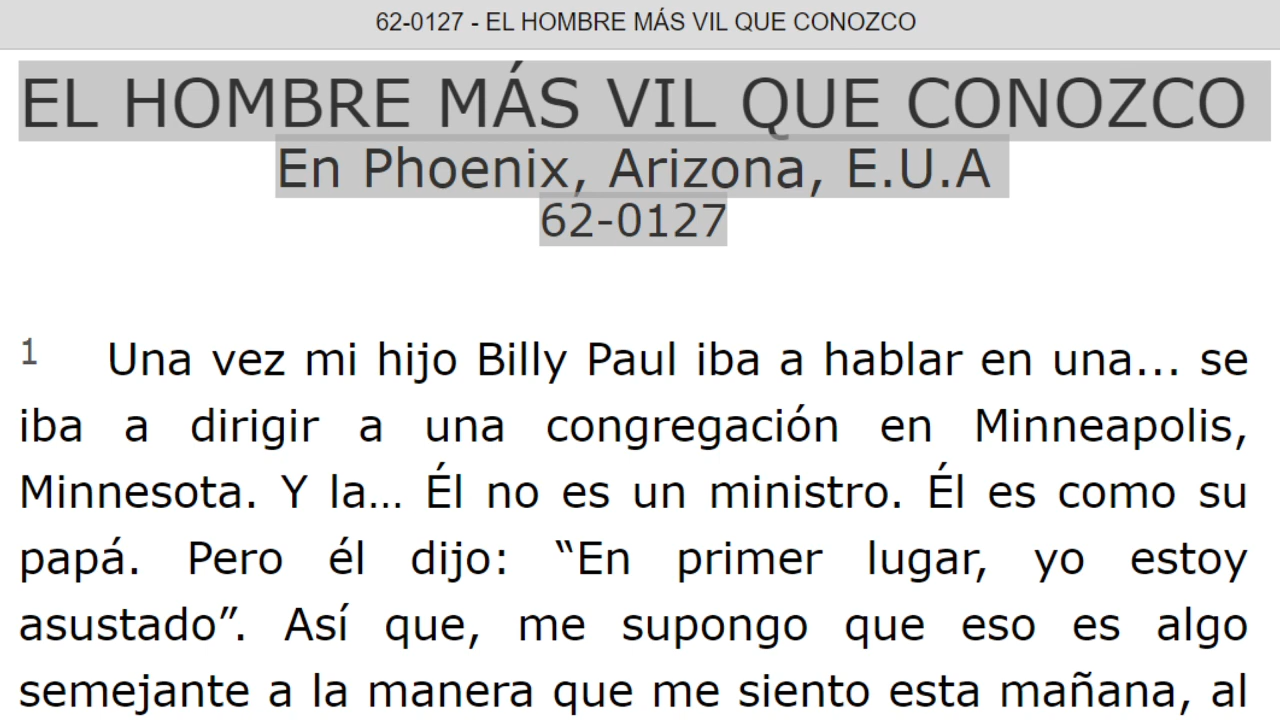 62-0127 - EL HOMBRE MÁS VIL QUE CONOZCO
EL HOMBRE MÁS VIL QUE CONOZCO
En Phoenix, Arizona, E.U.A
62-0127
1 Una vez mi hijo Billy Paul iba a hablar en una... se
iba a dirigir a una congregación en Minneapolis,
Minnesota. Y la… Él no es un ministro. Él es como su
papá. Pero él dijo: “En primer lugar, yo estoy
asustado”. Así que, me supongo que eso es algo
semejante a la manera que me siento esta mañana, al